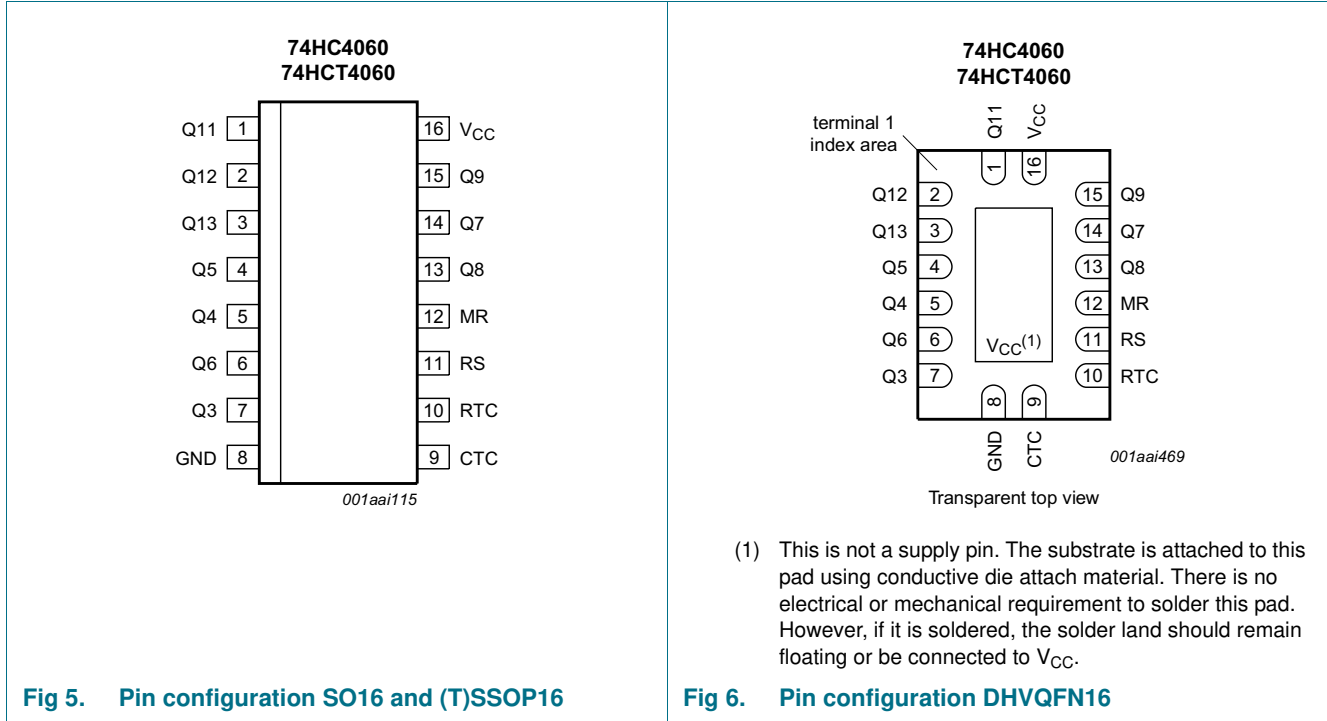 74HC4060
74HCT4060
Q11 1
16 VCC
Q12 2
15 Q9
Q13 3
14 Q7
Q5 4
13 Q8
Q4 5
12 MR
Q6 6
11 RS
Q3 7
10 RTC
GND 8
9 CTC
001aai115
Fig 5. Pin configuration SO16 and (T)SSOP16
74HC4060
74HCT4060
terminal 1
index area
Q11
VCC
1
16
Q12 2
15 Q9
Q13 3
14 Q7
Q5 4
13 Q8
Q4 5
12 MR
Q6 6
VCC(1)
11 RS
Q3 7
10 RTC
8
9
GND
CTC
001aai469
Transparent top view
(1) This is not a supply pin. The substrate is attached to this
pad using conductive die attach material. There is no
electrical or mechanical requirement to solder this pad.
However, if it is soldered, the solder land should remain
floating or be connected to VCC.
Fig 6. Pin configuration DHVQFN16